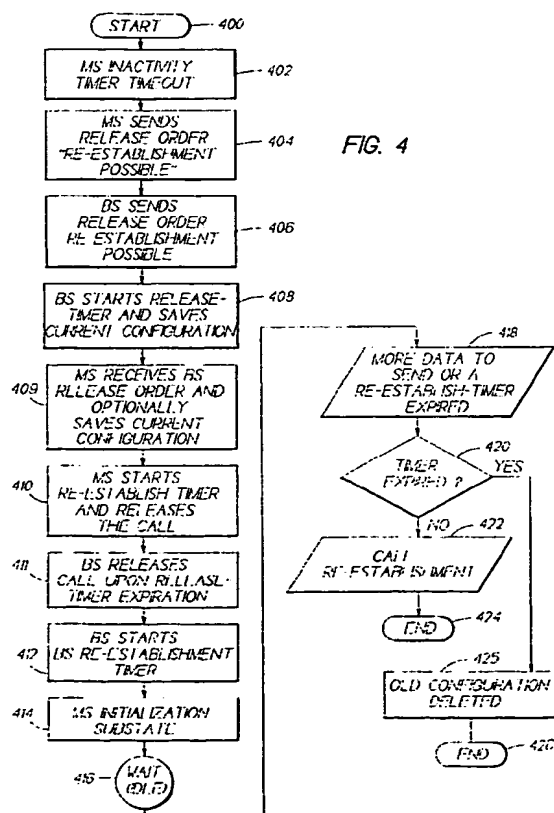 START
400
MS INACTIVITY
TIMER TIMEOUT
402
MS SENDS
RELEASE ORDER
"RE-ESTABLISHMENT
POSSIBLE"
404
FIG. 4
BS SENDS
RELEASE ORDER
RE ESTABLISHMENT
POSSIBLE
406
BS STARTS RELEASE-
TIMER AND SAVES
CURRENT CONFIGURATION
408
409
MS RECEIVES BS
RELEASE ORDER AND
OPTIONALLY
SAVES CURRENT
CONFIGURATION
410
MS STARTS
RE-ESTABLISH TIMER
AND RELEASES
THE CALL
411
BS RELEASES
CALL UPON RELEASE-
TIMER EXPIRATION
412
BS STARTS
RE-ESTABLISHMENT
TIMER
414
MS INITIALIZATION
SUBSTATE
416
WAIT
(IDLE)
418
MORE DATA TO
SEND OR A
RE-ESTABLISH-TIMER
EXPIRED
420
TIMER
EXPIRED ?
YES
NO
422
CALL
RE-ESTABLISHMENT
END
424
425
OLD CONFIGURATION
DELETED
END